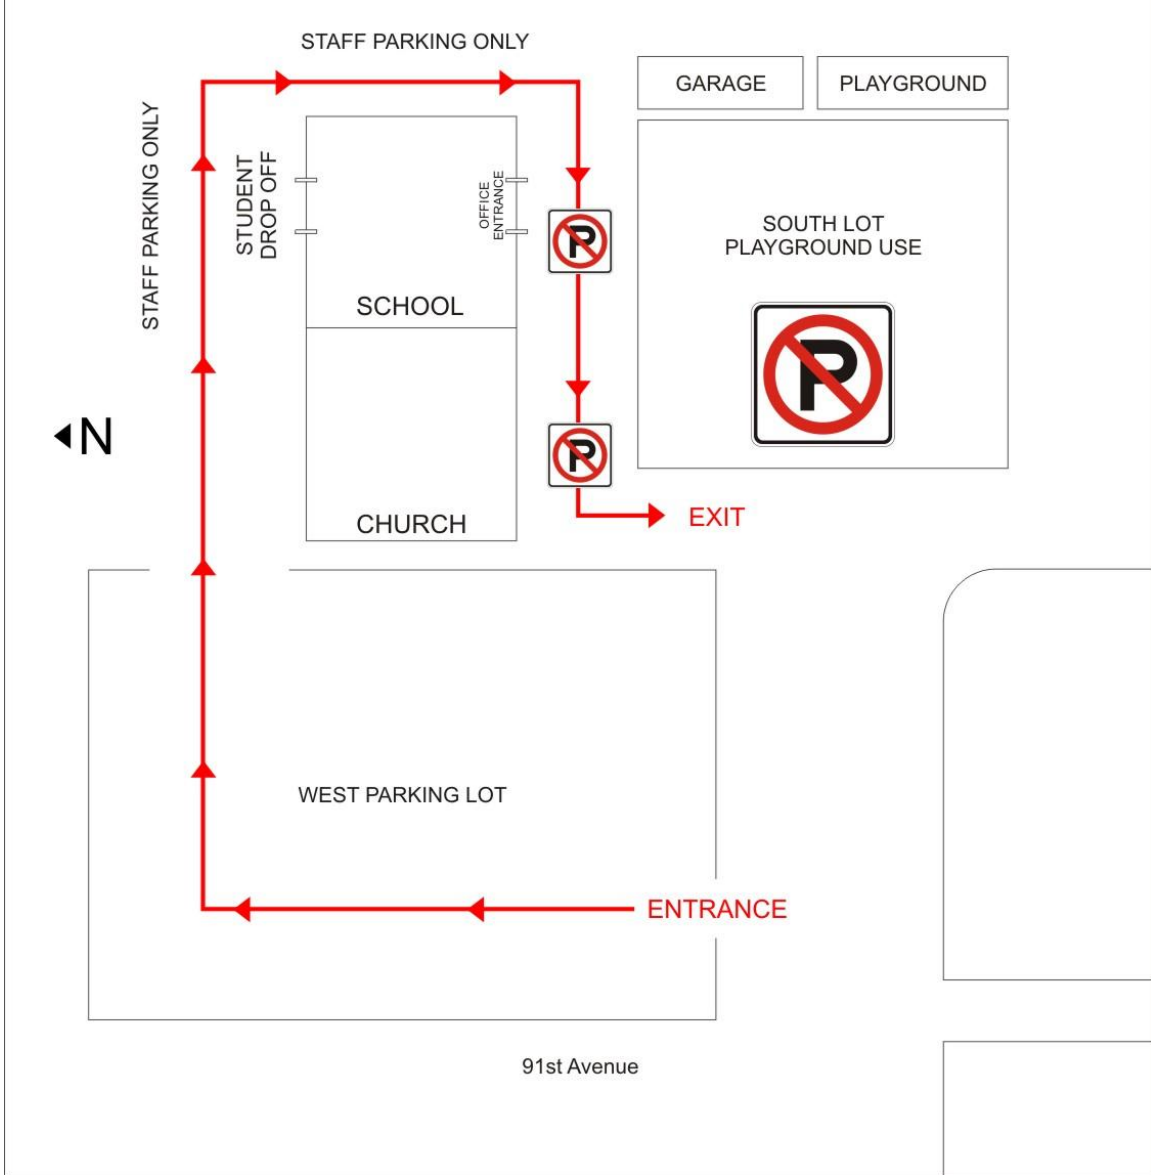 STAFF PARKING ONLY
GARAGE
PLAYGROUND
STAFF PARKING ONLY
STUDENT
DROP OFF
OFFICE
ENTRANCE
P
SOUTH LOT
PLAYGROUND USE
SCHOOL
P
N
P
CHURCH
EXIT
WEST PARKING LOT
ENTRANCE
91st Avenue